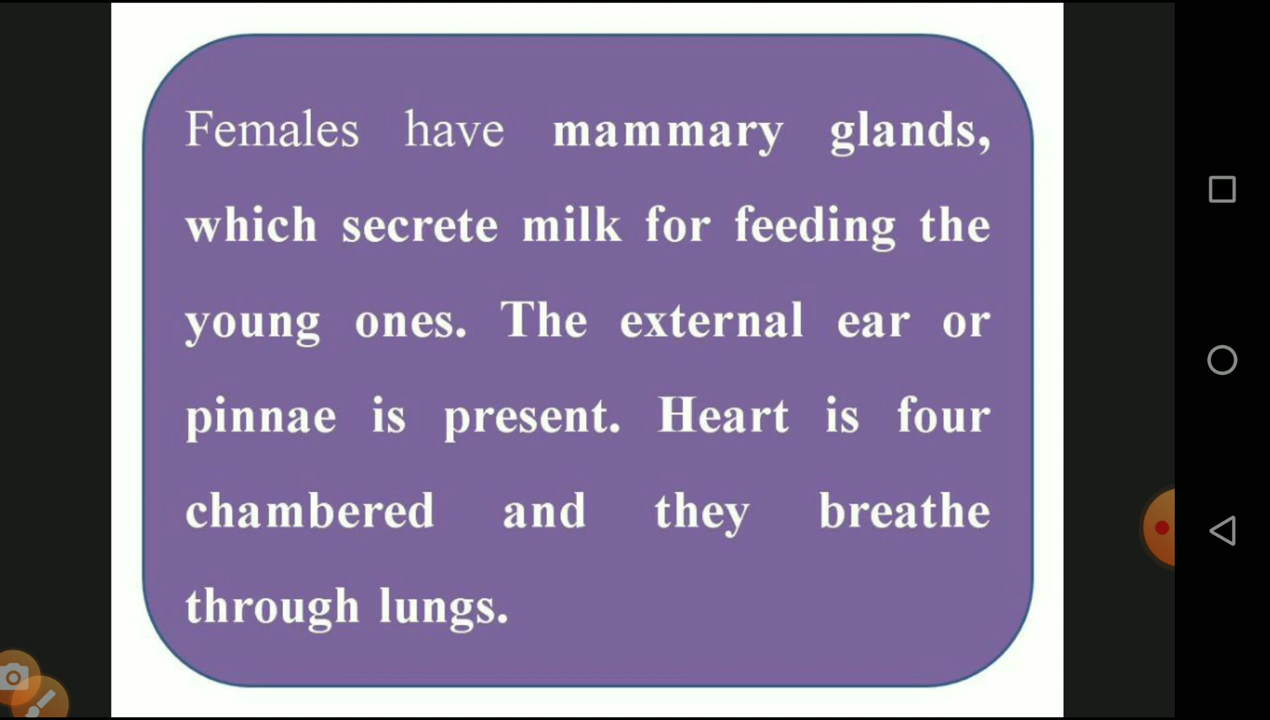 Females have mammary glands,
which secrete milk for feeding the
young ones. The external ear or
pinnae is present. Heart is four
chambered and they breathe
through lungs.